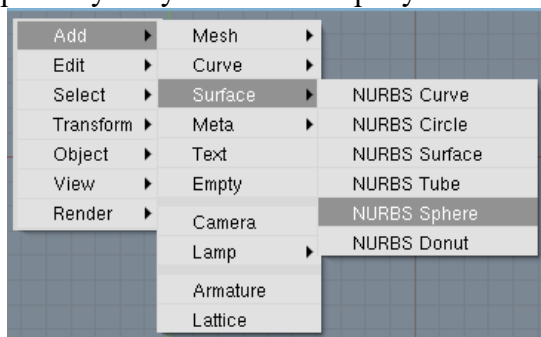 Add
Edit
Select
Transform
Object
View
Render
Mesh
Curve
Surface
Meta
Text
Empty
Camera
Lamp
Armature
Lattice
NURBS Curve
NURBS Circle
NURBS Surface
NURBS Tube
NURBS Sphere
NURBS Donut